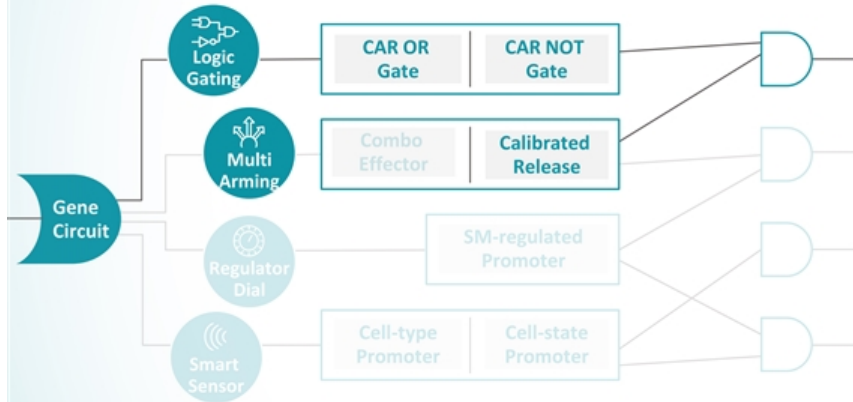 Logic
Gating
CAR OR
Gate
CAR NOT
Gate
Multi
Arming
Combo
Effector
Calibrated
Release
Gene
Circuit
Regulator
Dial
SM-regulated
Promoter
Smart
Sensor
Cell-type
Promoter
Cell-state
Promoter